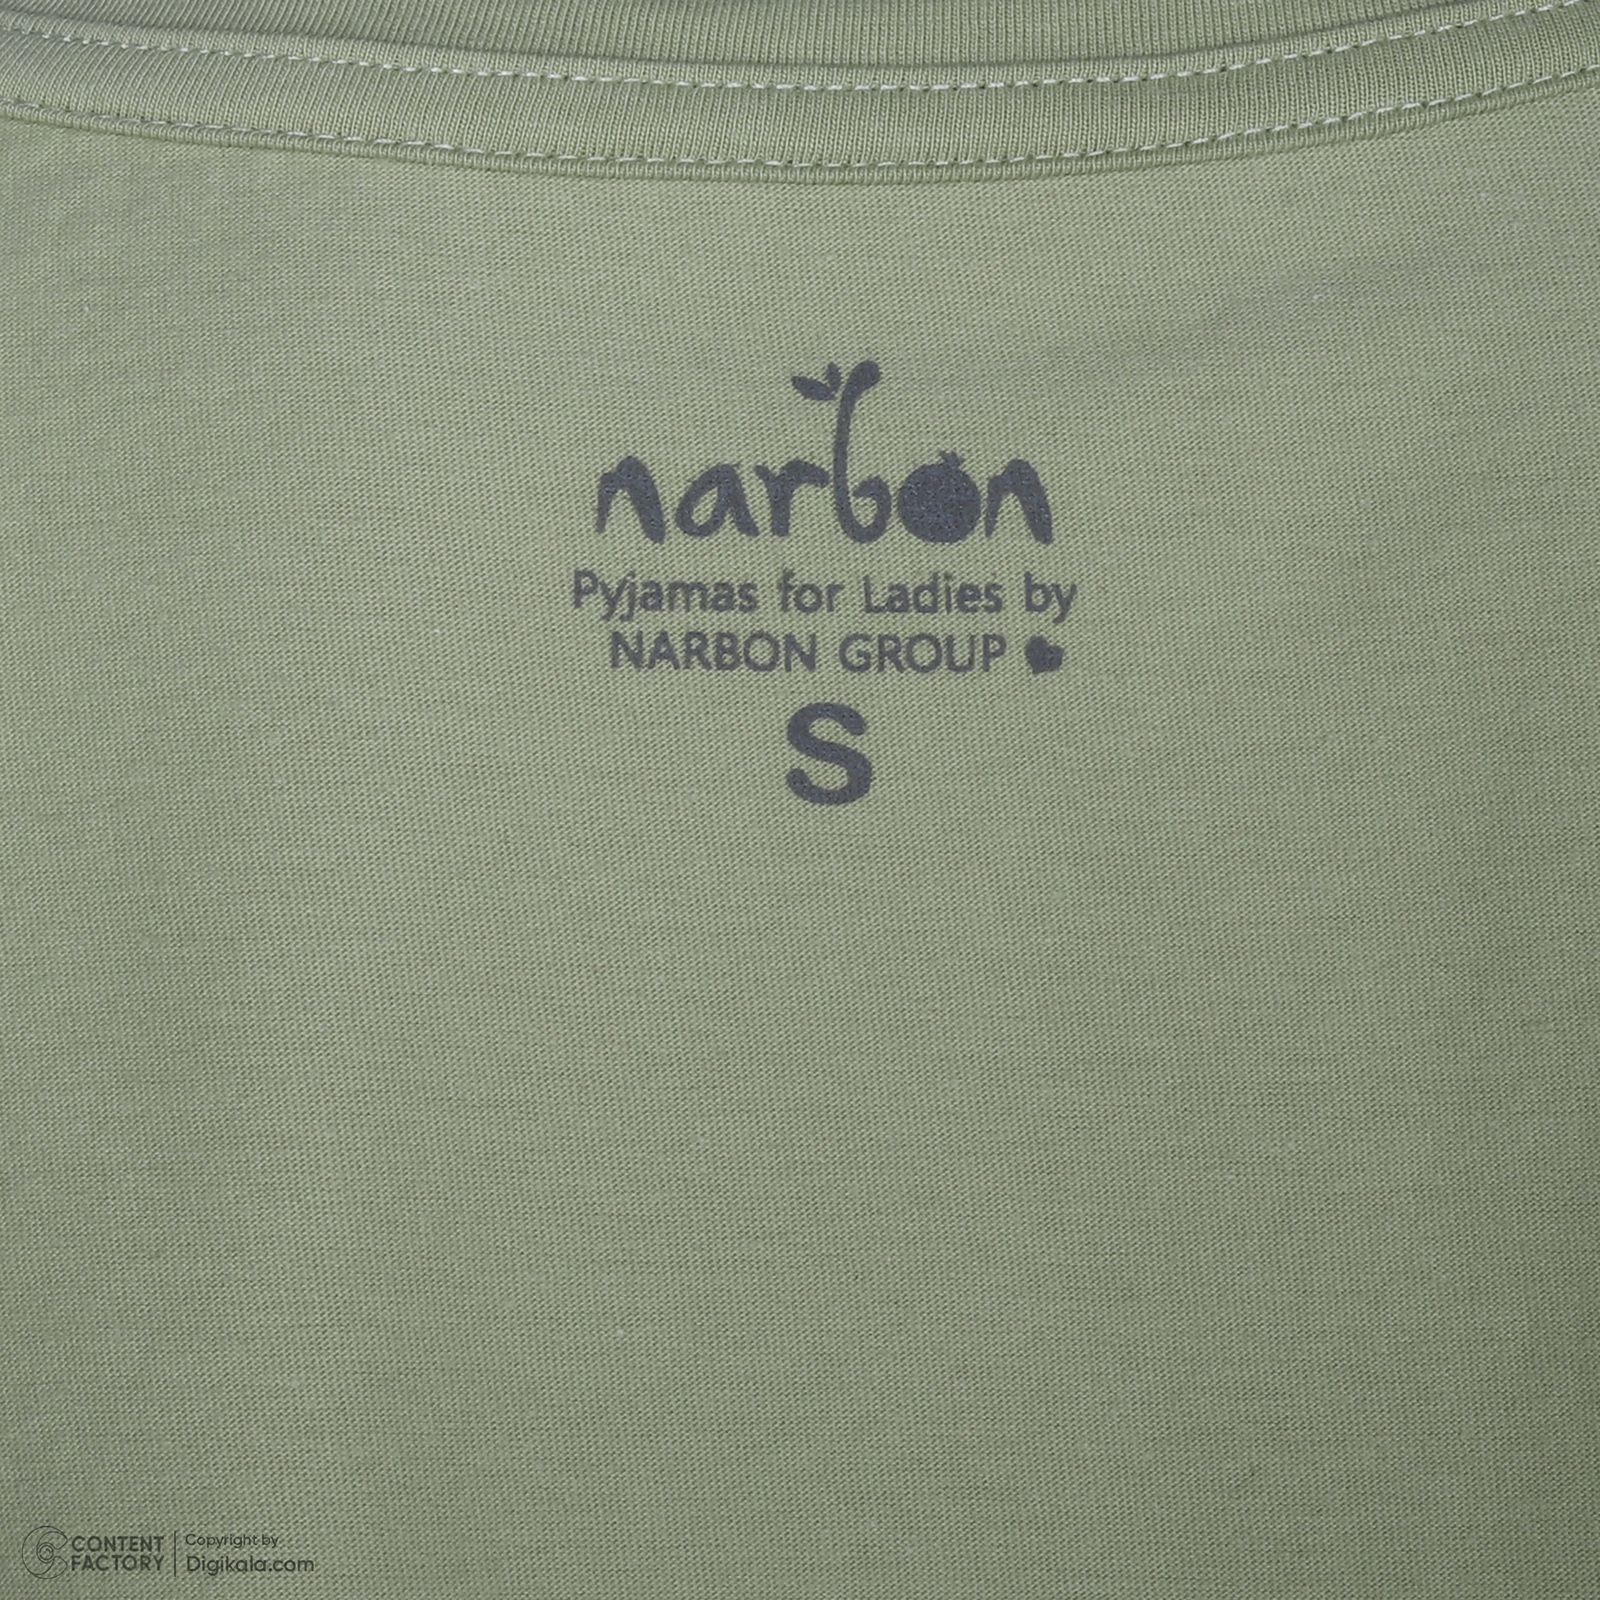 narbon
Pyjamas for Ladies by
NARBON GROUP
S
CONTENT
FACTORY
Copyright by
Digikala.com